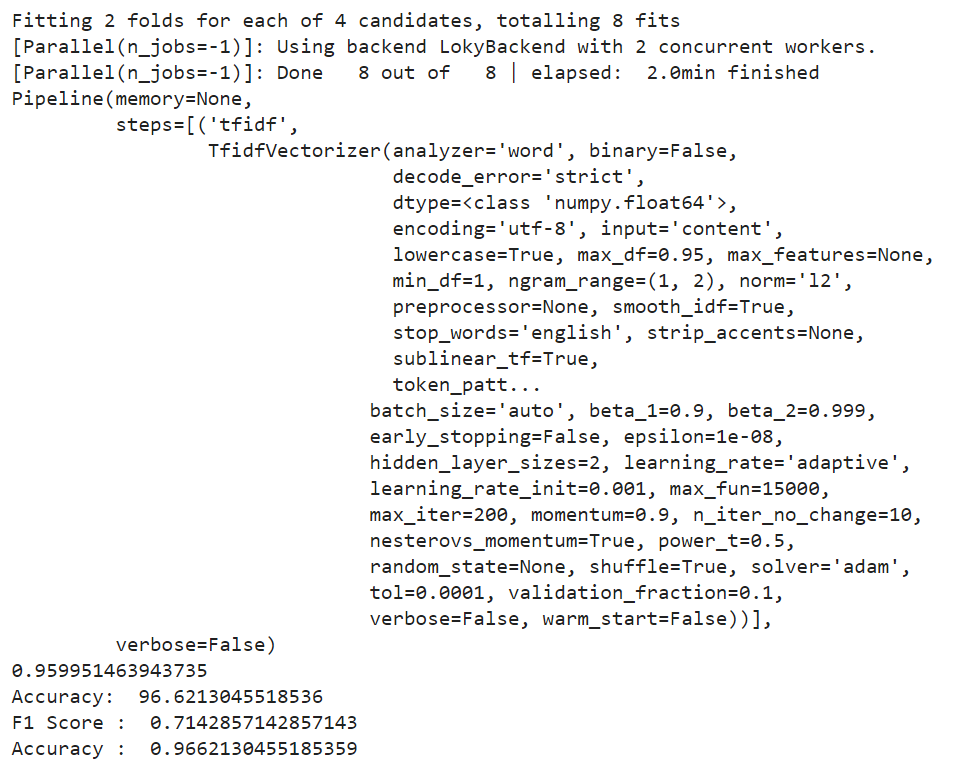 Fitting 2 folds for each of 4 candidates, totalling 8 fits
[Parallel(n_jobs=-1)]: Using backend LokyBackend with 2 concurrent workers.
[Parallel(n_jobs=-1)]: Done   8 out of   8 | elapsed:  2.0min finished
Pipeline(memory=None,
         steps=[('tfidf',
                 TfidfVectorizer(analyzer='word', binary=False,
                                 decode_error='strict',
                                 dtype=<class 'numpy.float64'>,
                                 encoding='utf-8', input='content',
                                 lowercase=True, max_df=0.95, max_features=None,
                                 min_df=1, ngram_range=(1, 2), norm='l2',
                                 preprocessor=None, smooth_idf=True,
                                 stop_words='english', strip_accents=None,
                                 sublinear_tf=True,
                                 token_patt...
                               batch_size='auto', beta_1=0.9, beta_2=0.999,
                               early_stopping=False, epsilon=1e-08,
                               hidden_layer_sizes=2, learning_rate='adaptive',
                               learning_rate_init=0.001, max_fun=15000,
                               max_iter=200, momentum=0.9, n_iter_no_change=10,
                               nesterovs_momentum=True, power_t=0.5,
                               random_state=None, shuffle=True, solver='adam',
                               tol=0.0001, validation_fraction=0.1,
                               verbose=False, warm_start=False))],
         verbose=False)
0.959951463943735
Accuracy:  96.6213045518536
F1 Score :  0.7142857142857143
Accuracy :  0.9662130455185359